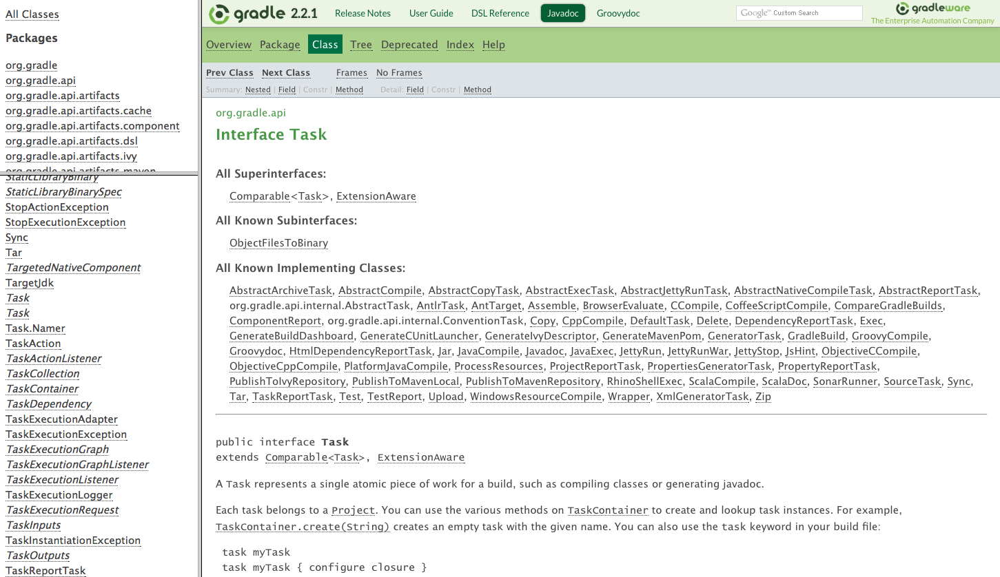 All Classes
Packages
org.gradle
org.gradle.api
org.gradle.api.artifacts
org.gradle.api.artifacts.cache
org.gradle.api.artifacts.component
org.gradle.api.artifacts.dsl
org.gradle.api.artifacts.ivy
org.gradle.api.artifacts.maven
StaticLibraryBinary
StaticLibraryBinarySpec
StopActionException
StopExecutionException
Sync
Tar
TargetedNativeComponent
TargetJdk
Task
Task
Task.Namer
TaskAction
TaskActionListener
TaskCollection
TaskContainer
TaskDependency
TaskExecutionAdapter
TaskExecutionException
TaskExecutionGraph
TaskExecutionGraphListener
TaskExecutionListener
TaskExecutionLogger
TaskExecutionRequest
TaskInputs
TaskInstantiationException
TaskOutputs
TaskReportTask
gradle 2.2.1 Release Notes User Guide DSL Reference Javadoc Groovydoc Google™ Custom Search gradleware
The Enterprise Automation Company
Overview Package Class Tree Deprecated Index Help
Prev Class Next Class Frames No Frames
Summary: Nested | Field | Constr | Method Detail: Field | Constr | Method
org.gradle.api
Interface Task
All Superinterfaces:
Comparable<Task>, ExtensionAware
All Known Subinterfaces:
ObjectFilesToBinary
All Known Implementing Classes:
AbstractArchiveTask, AbstractCompile, AbstractCopyTask, AbstractExecTask, AbstractJettyRunTask, AbstractNativeCompileTask, AbstractReportTask,
org.gradle.api.internal.AbstractTask, AntlrTask, AntTarget, Assemble, BrowserEvaluate, CCompile, CoffeeScriptCompile, CompareGradleBuilds,
ComponentReport, org.gradle.api.internal.ConventionTask, Copy, CppCompile, DefaultTask, Delete, DependencyReportTask, Exec,
GenerateBuildDashboard, GenerateCUnitLauncher, GenerateIvyDescriptor, GenerateMavenPom, GeneratorTask, GradleBuild, GroovyCompile,
Groovydoc, HtmlDependencyReportTask, Jar, JavaCompile, Javadoc, JavaExec, JettyRun, JettyRunWar, JettyStop, JsHint, ObjectiveCCompile,
ObjectiveCppCompile, PlatformJavaCompile, ProcessResources, ProjectReportTask, PropertiesGeneratorTask, PropertyReportTask,
PublishToIvyRepository, PublishToMavenLocal, PublishToMavenRepository, RhinoShellExec, ScalaCompile, ScalaDoc, SonarRunner, SourceTask, Sync,
Tar, TaskReportTask, Test, TestReport, Upload, WindowsResourceCompile, Wrapper, XmlGeneratorTask, Zip
public interface Task
extends Comparable<Task>, ExtensionAware
A Task represents a single atomic piece of work for a build, such as compiling classes or generating javadoc.
Each task belongs to a Project. You can use the various methods on TaskContainer to create and lookup task instances. For example,
TaskContainer.create(String) creates an empty task with the given name. You can also use the task keyword in your build file:
task myTask
task myTask { configure closure }